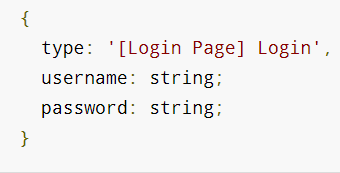 {
type: '[Login Page] Login',
username: string;
password: string;
}